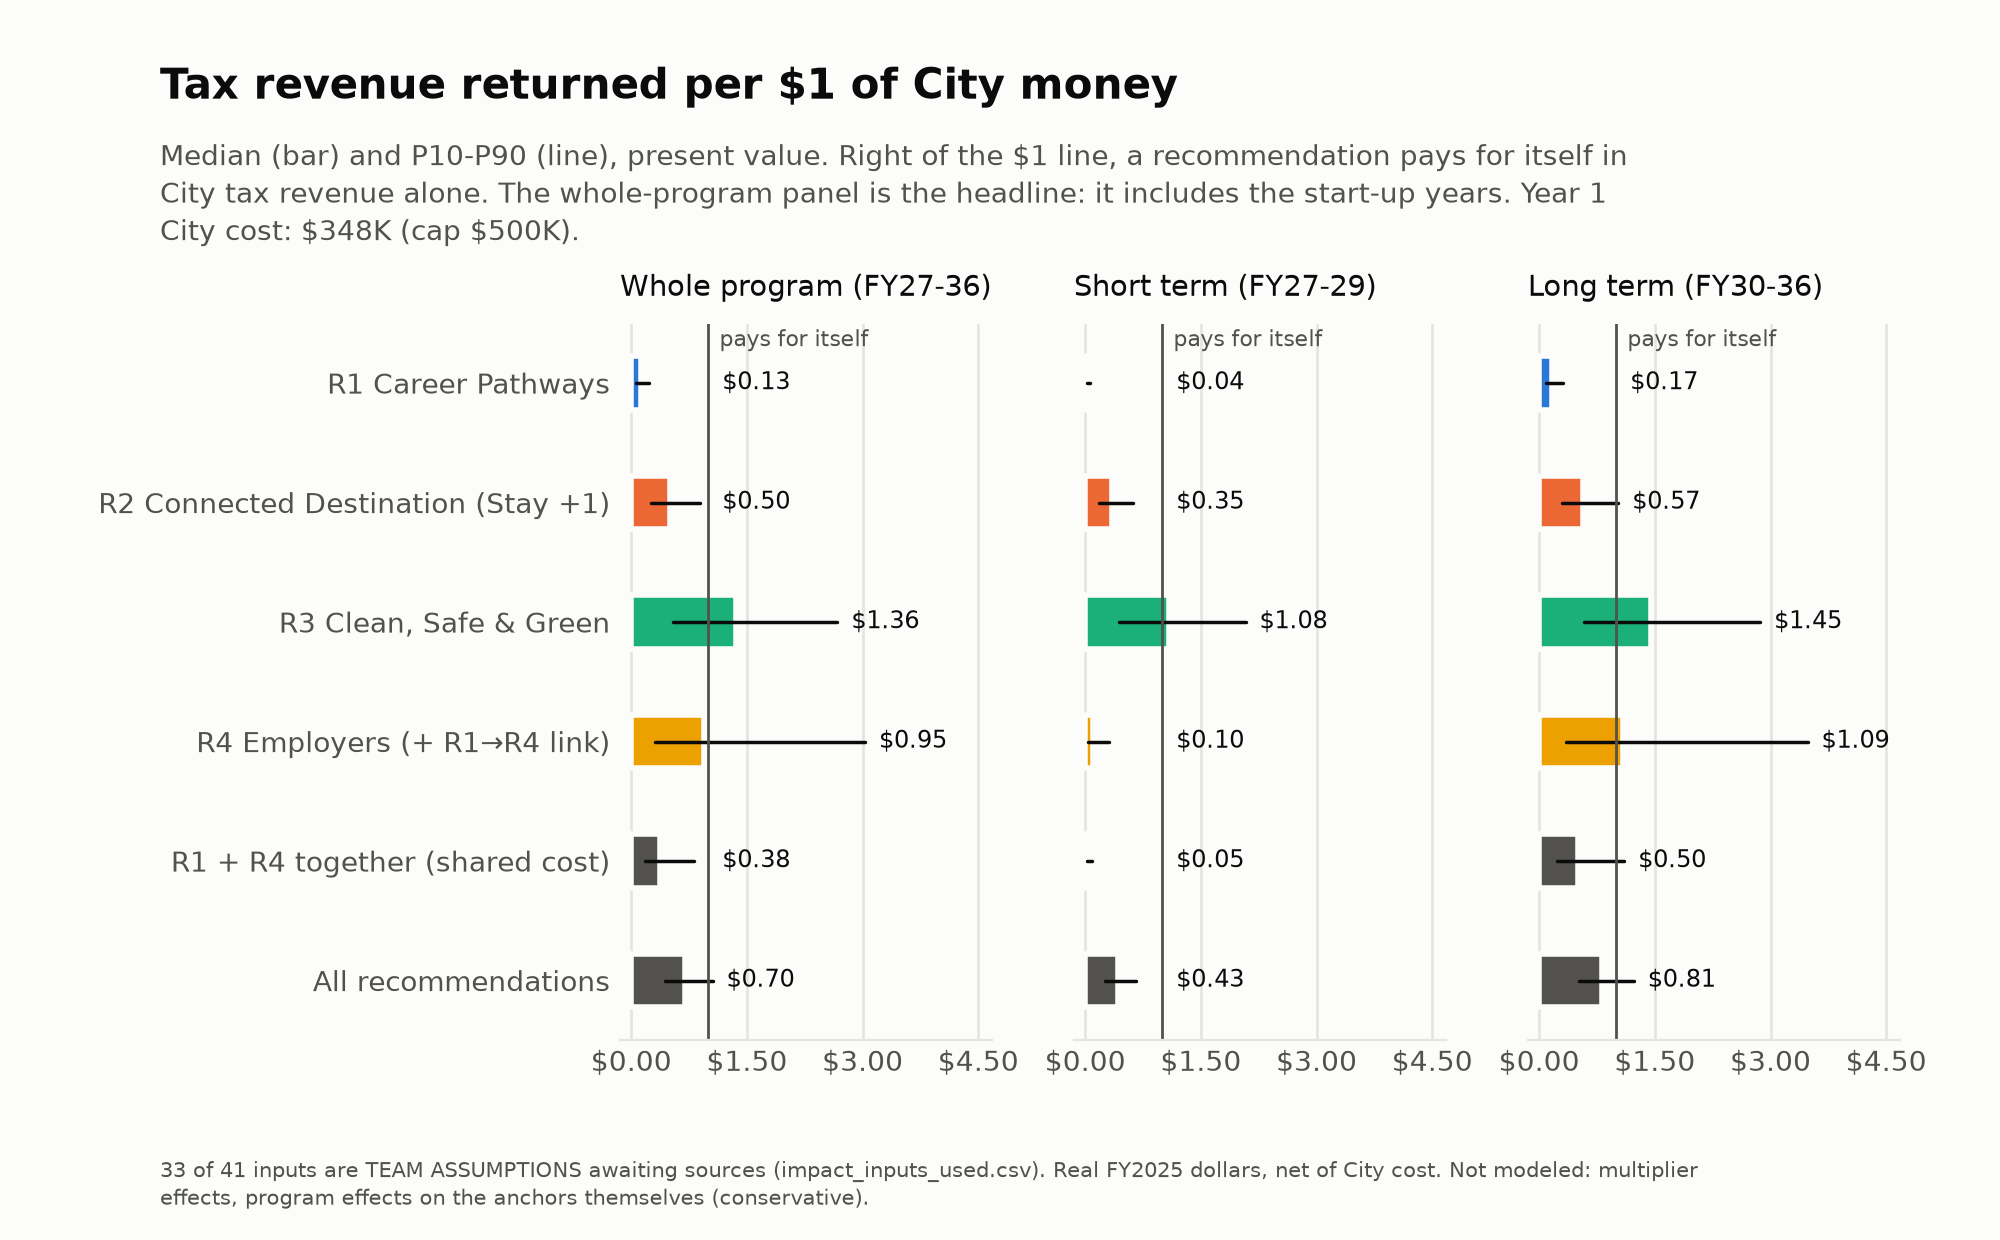 Tax revenue returned per $1 of City money
Median (bar) and P10-P90 (line), present value. Right of the $1 line, a recommendation pays for itself in
City tax revenue alone. The whole-program panel is the headline: it includes the start-up years. Year 1
City cost: $348K (cap $500K).
Whole program (FY27-36) Short term (FY27-29) Long term (FY30-36)
pays for itself pays for itself pays for itself
R1 Career Pathways $0.13 $0.04 $0.17
R2 Connected Destination (Stay +1) $0.50 $0.35 $0.57
R3 Clean, Safe & Green $1.36 $1.08 $1.45
R4 Employers (+ R1→R4 link) $0.95 $0.10 $1.09
R1 + R4 together (shared cost) $0.38 $0.05 $0.50
All recommendations $0.70 $0.43 $0.81
$0.00 $1.50 $3.00 $4.50 $0.00 $1.50 $3.00 $4.50 $0.00 $1.50 $3.00 $4.50
33 of 41 inputs are TEAM ASSUMPTIONS awaiting sources (impact_inputs_used.csv). Real FY2025 dollars, net of City cost. Not modeled: multiplier
effects, program effects on the anchors themselves (conservative).